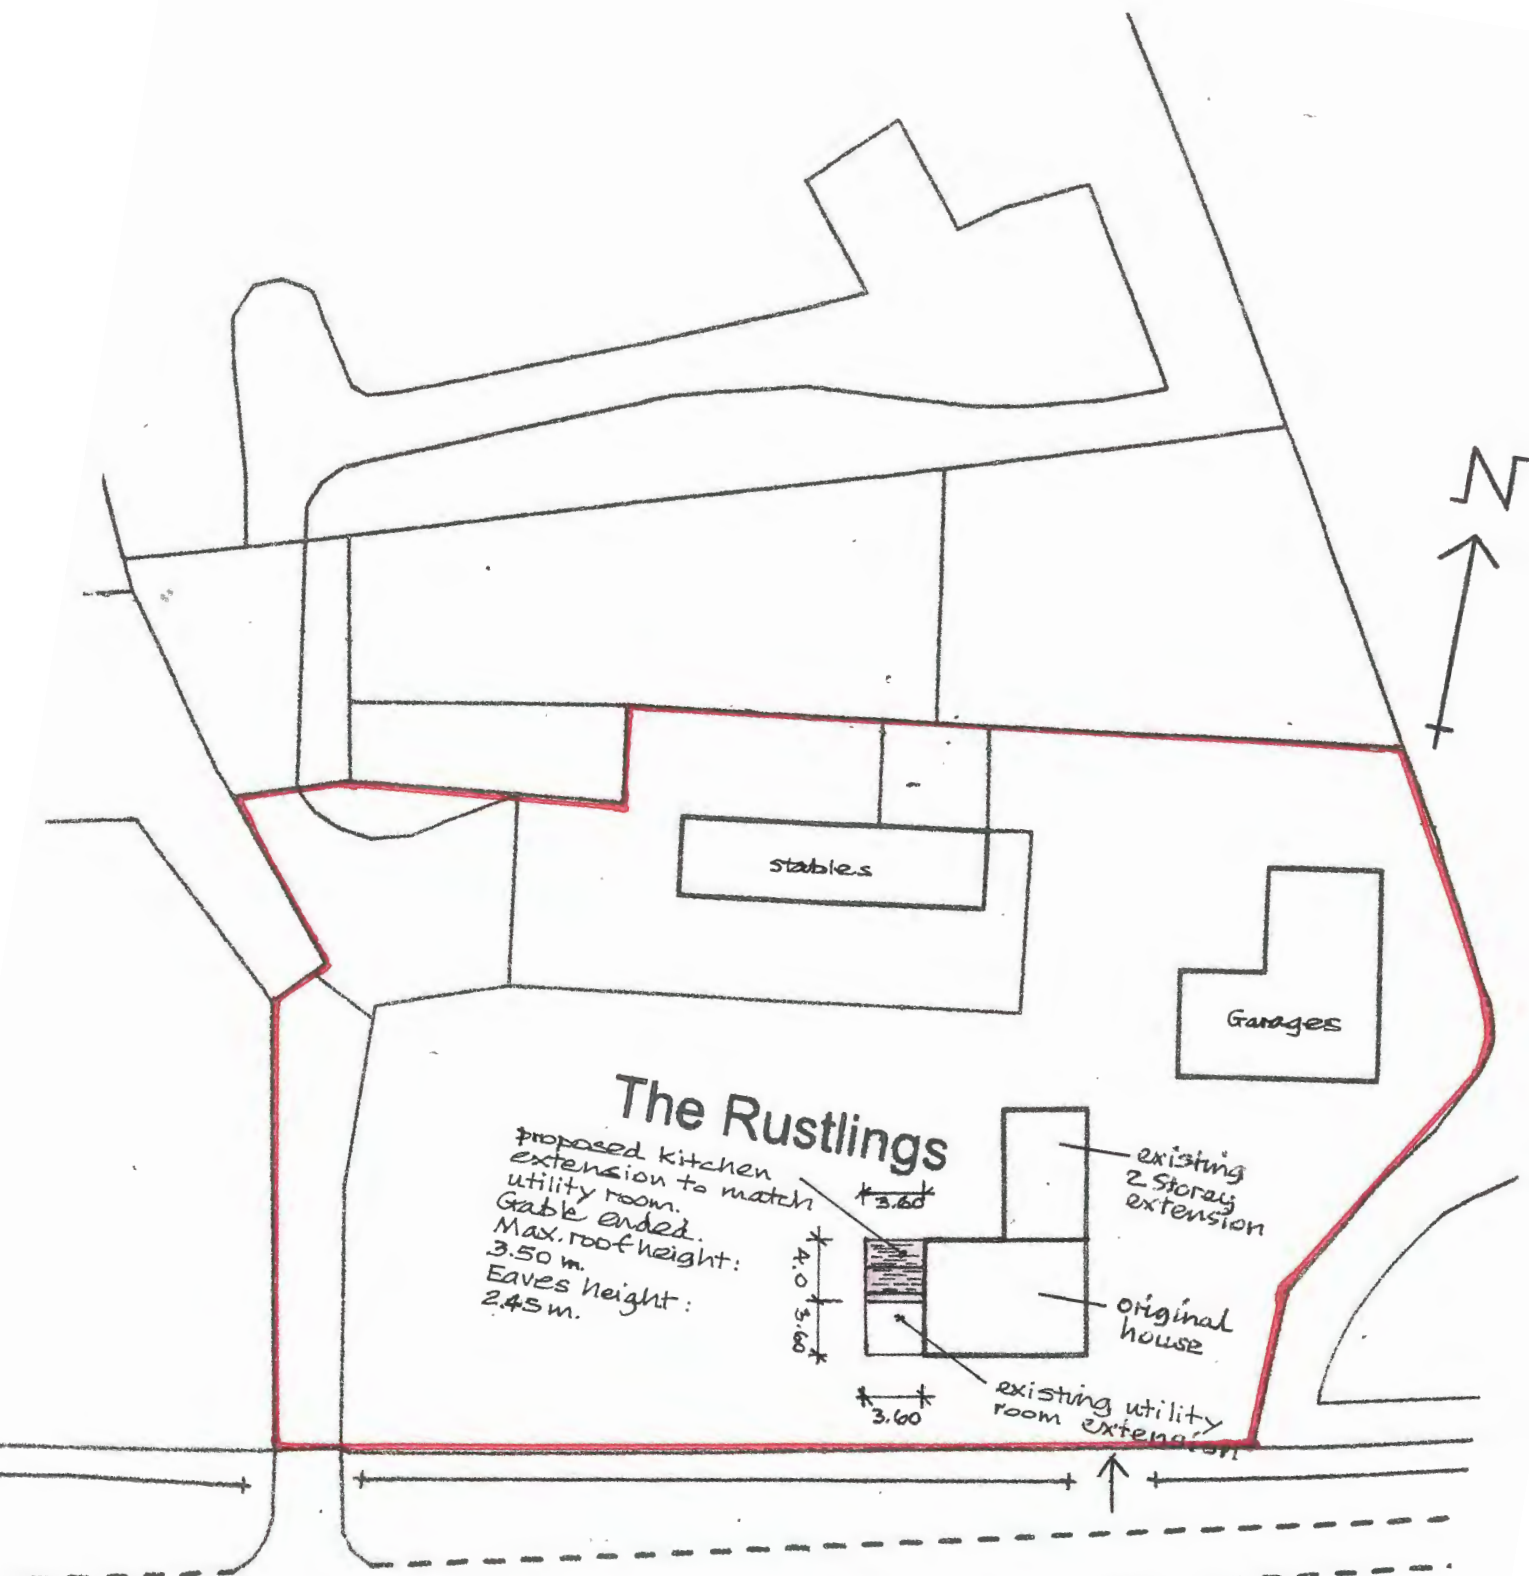 N
stables
Garages
The Rustlings
proposed kitchen
extension to match
utility room.
Gable ended.
Max. roof height:
3.50 m.
Eaves height:
2.45 m.
3.60
4.0
3.60
3.60
existing
2 Storey
extension
original
house
existing utility
room extension